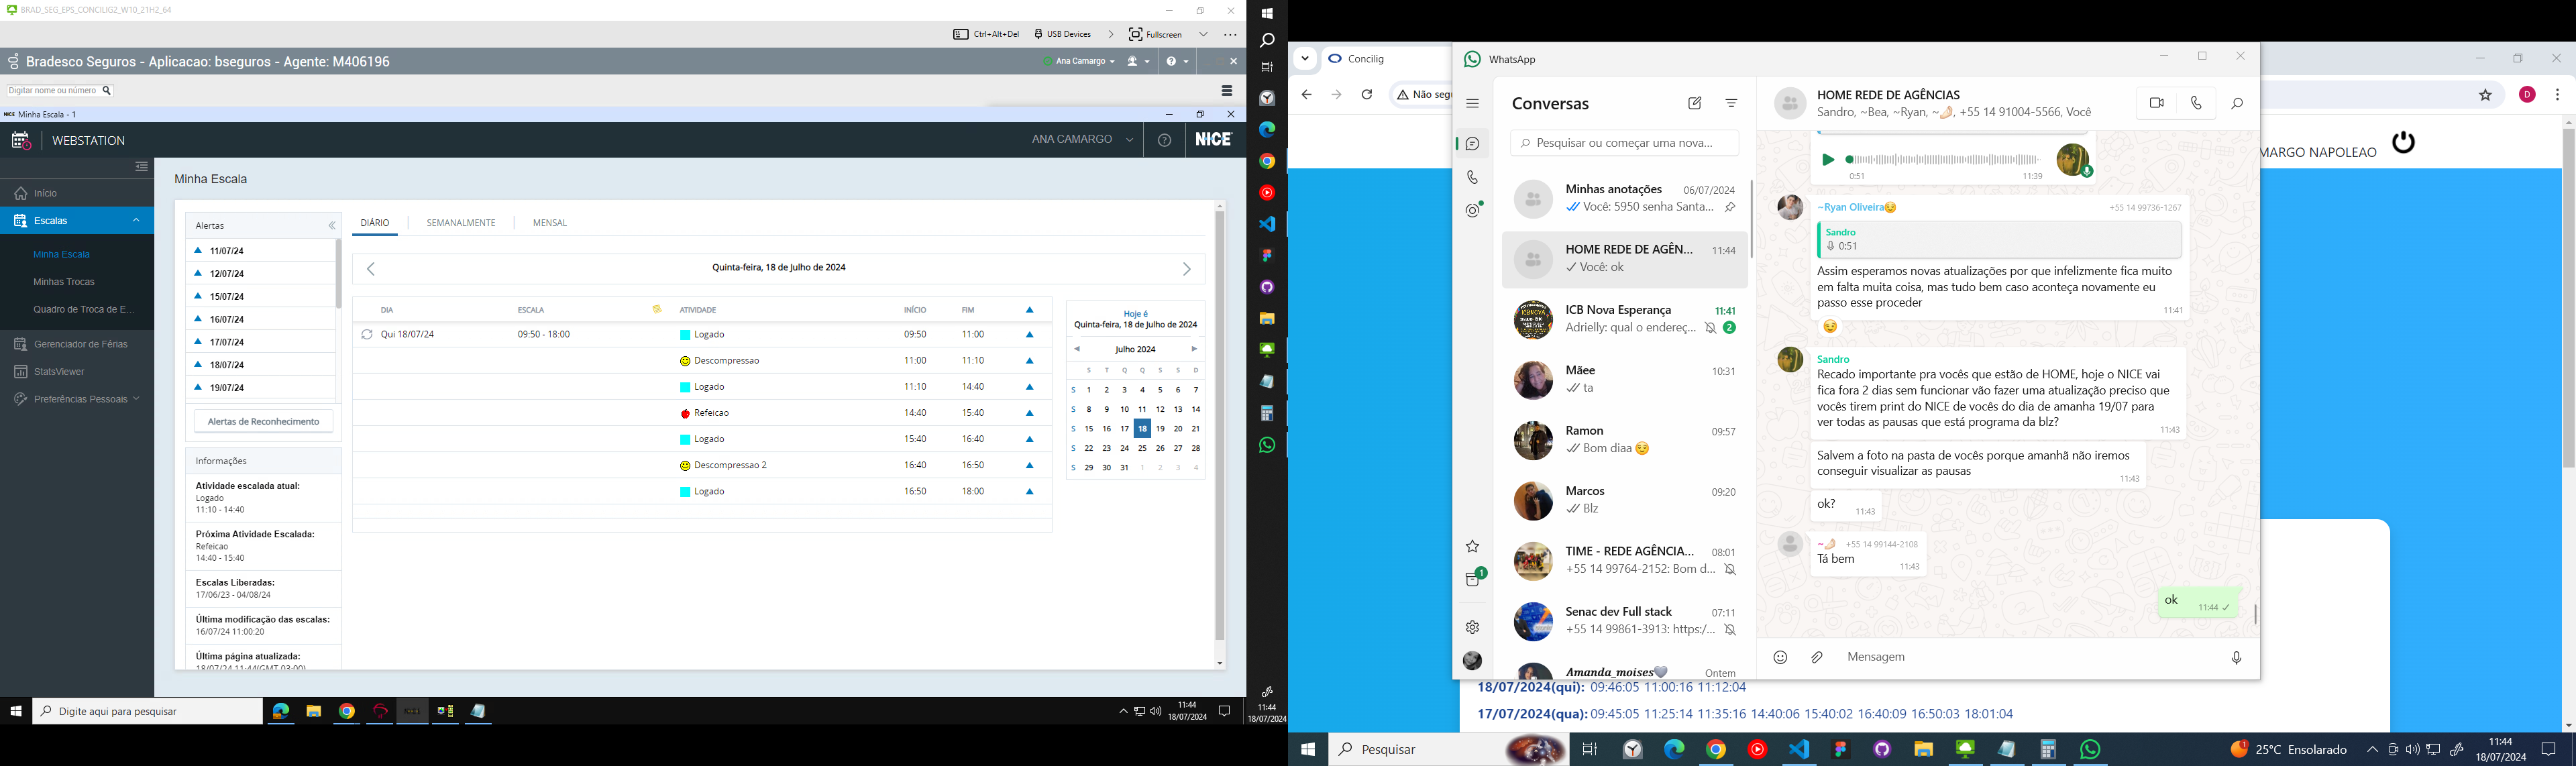 BRAD_SEG_EPS_CONCILIG2_W10_21H2_64
Ctrl+Alt+Del USB Devices Fullscreen
Bradesco Seguros - Aplicacao: bseguros - Agente: M406196
Ana Camargo
Digitar nome ou número
NICE Minha Escala - 1
WEBSTATION
ANA CAMARGO
NICE
Início
Escalas
Minha Escala
Minhas Trocas
Quadro de Troca de E...
Gerenciador de Férias
StatsViewer
Preferências Pessoais
Minha Escala
Alertas
11/07/24
12/07/24
15/07/24
16/07/24
17/07/24
18/07/24
19/07/24
Alertas de Reconhecimento
Informações
Atividade escalada atual:
Logado
11:10 - 14:40
Próxima Atividade Escalada:
Refeicao
14:40 - 15:40
Escalas Liberadas:
17/06/23 - 04/08/24
Última modificação das escalas:
16/07/24 11:00:20
Última página atualizada:
18/07/24 11:44(GMT-03:00)
DIÁRIO SEMANALMENTE MENSAL
Quinta-feira, 18 de Julho de 2024
DIA ESCALA ATIVIDADE INÍCIO FIM
Qui 18/07/24 09:50 - 18:00 Logado 09:50 11:00
Descompressao 11:00 11:10
Logado 11:10 14:40
Refeicao 14:40 15:40
Logado 15:40 16:40
Descompressao 2 16:40 16:50
Logado 16:50 18:00
Hoje é
Quinta-feira, 18 de Julho de 2024
Julho 2024
S T Q Q S S D
S 1 2 3 4 5 6 7
S 8 9 10 11 12 13 14
S 15 16 17 18 19 20 21
S 22 23 24 25 26 27 28
S 29 30 31 1 2 3 4
Digite aqui para pesquisar
11:44
18/07/2024
11:44
18/07/2024
Concilig
Não segu
MARGO NAPOLEAO
WhatsApp
Conversas
Pesquisar ou começar uma nova...
Minhas anotações 06/07/2024
Você: 5950 senha Santa...
HOME REDE DE AGÊN... 11:44
Você: ok
ICB Nova Esperança 11:41
Adrielly: qual o endereç... 2
Mãee 10:31
ta
Ramon 09:57
Bom diaa 😌
Marcos 09:20
Blz
TIME - REDE AGÊNCIA... 08:01
+55 14 99764-2152: Bom d...
Senac dev Full stack 07:11
+55 14 99861-3913: https:/...
Amanda_moises🩶 Ontem
1
HOME REDE DE AGÊNCIAS
Sandro, ~Bea, ~Ryan, ~🤌🏻, +55 14 91004-5566, Você
0:51 11:39
~Ryan Oliveira😌 +55 14 99736-1267
Sandro
0:51
Assim esperamos novas atualizações por que infelizmente fica muito
em falta muita coisa, mas tudo bem caso aconteça novamente eu
passo esse proceder
11:41
😌
Sandro
Recado importante pra vocês que estão de HOME, hoje o NICE vai
fica fora 2 dias sem funcionar vão fazer uma atualização preciso que
vocês tirem print do NICE de vocês do dia de amanha 19/07 para
ver todas as pausas que está programa da blz?
11:43
Salvem a foto na pasta de vocês porque amanhã não iremos
conseguir visualizar as pausas
11:43
ok?
11:43
~🤌🏻 +55 14 99144-2108
Tá bem
11:43
ok
11:44
Mensagem
18/07/2024(qui): 09:46:05 11:00:16 11:12:04
17/07/2024(qua): 09:45:05 11:25:14 11:35:16 14:40:06 15:40:02 16:40:09 16:50:03 18:01:04
Pesquisar
25°C Ensolarado
11:44
18/07/2024